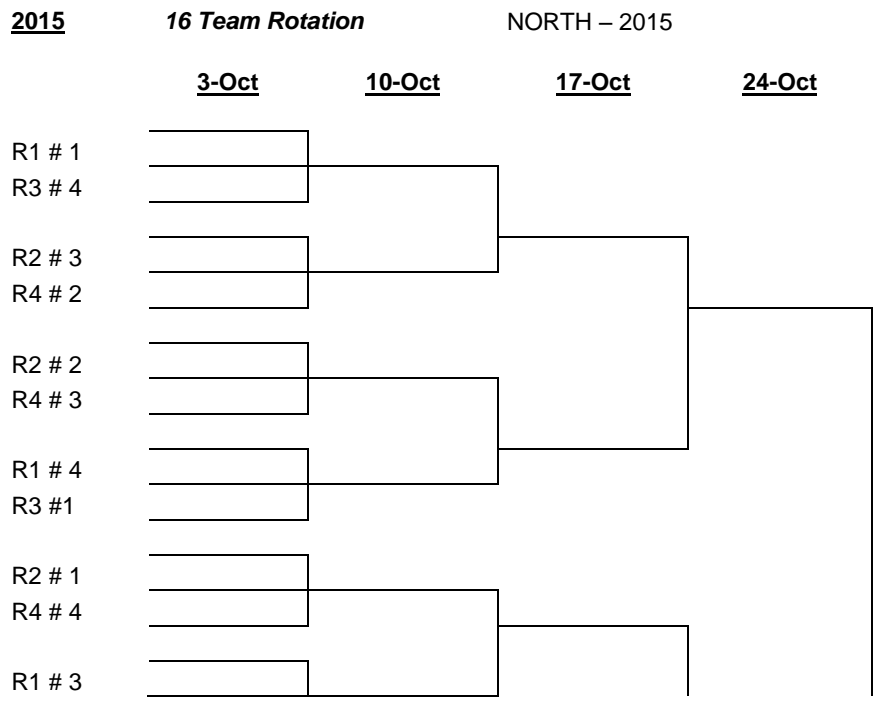 2015 16 Team Rotation NORTH – 2015
3-Oct 10-Oct 17-Oct 24-Oct
R1 # 1
R3 # 4
R2 # 3
R4 # 2
R2 # 2
R4 # 3
R1 # 4
R3 #1
R2 # 1
R4 # 4
R1 # 3